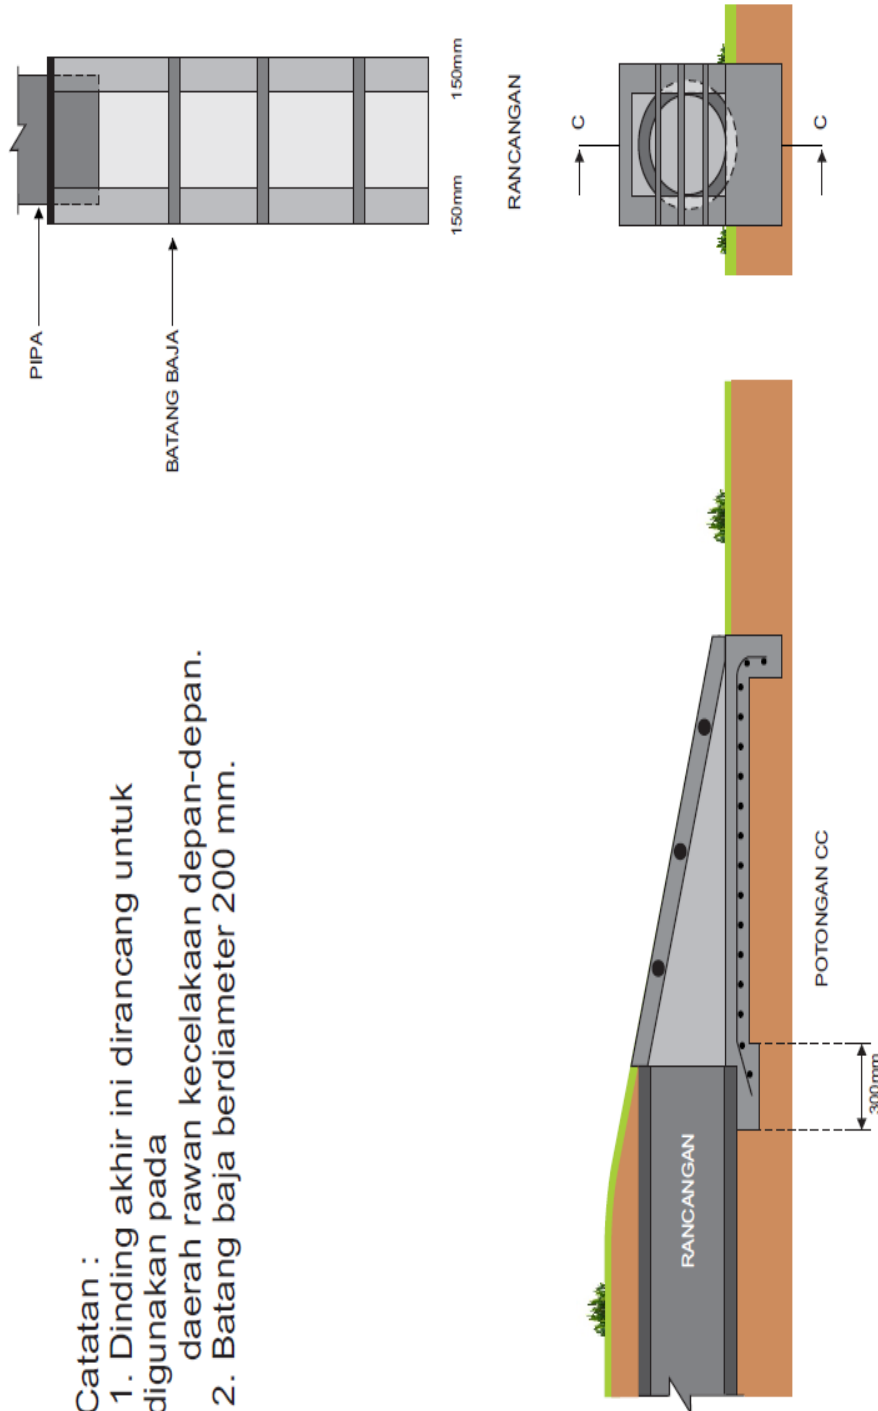 PIPA
BATANG BAJA
150mm
150mm
RANCANGAN
C
C
Catatan :
1. Dinding akhir ini dirancang untuk
digunakan pada
daerah rawan kecelakaan depan-depan.
2. Batang baja berdiameter 200 mm.
RANCANGAN
POTONGAN CC
300mm